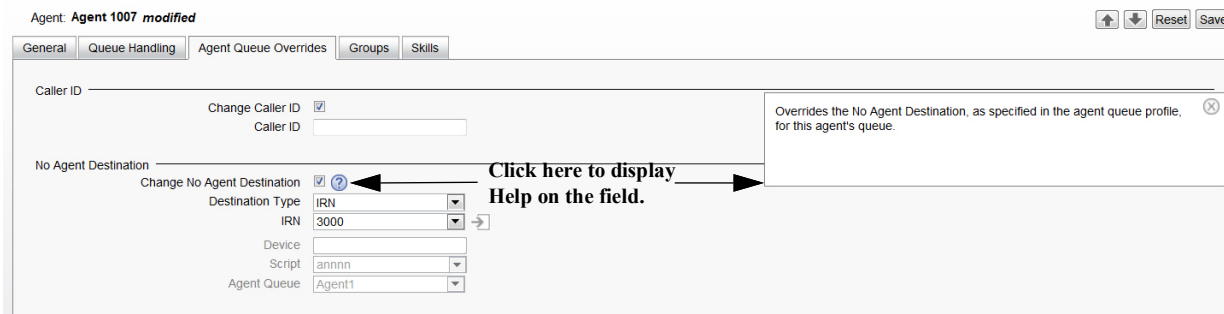 Agent: Agent 1007 modified
Reset Save
General Queue Handling Agent Queue Overrides Groups Skills
Caller ID
Change Caller ID
Caller ID
Overrides the No Agent Destination, as specified in the agent queue profile,
for this agent's queue.
No Agent Destination
Change No Agent Destination ?
Click here to display
Help on the field.
Destination Type IRN
IRN 3000
Device
Script annnn
Agent Queue Agent1